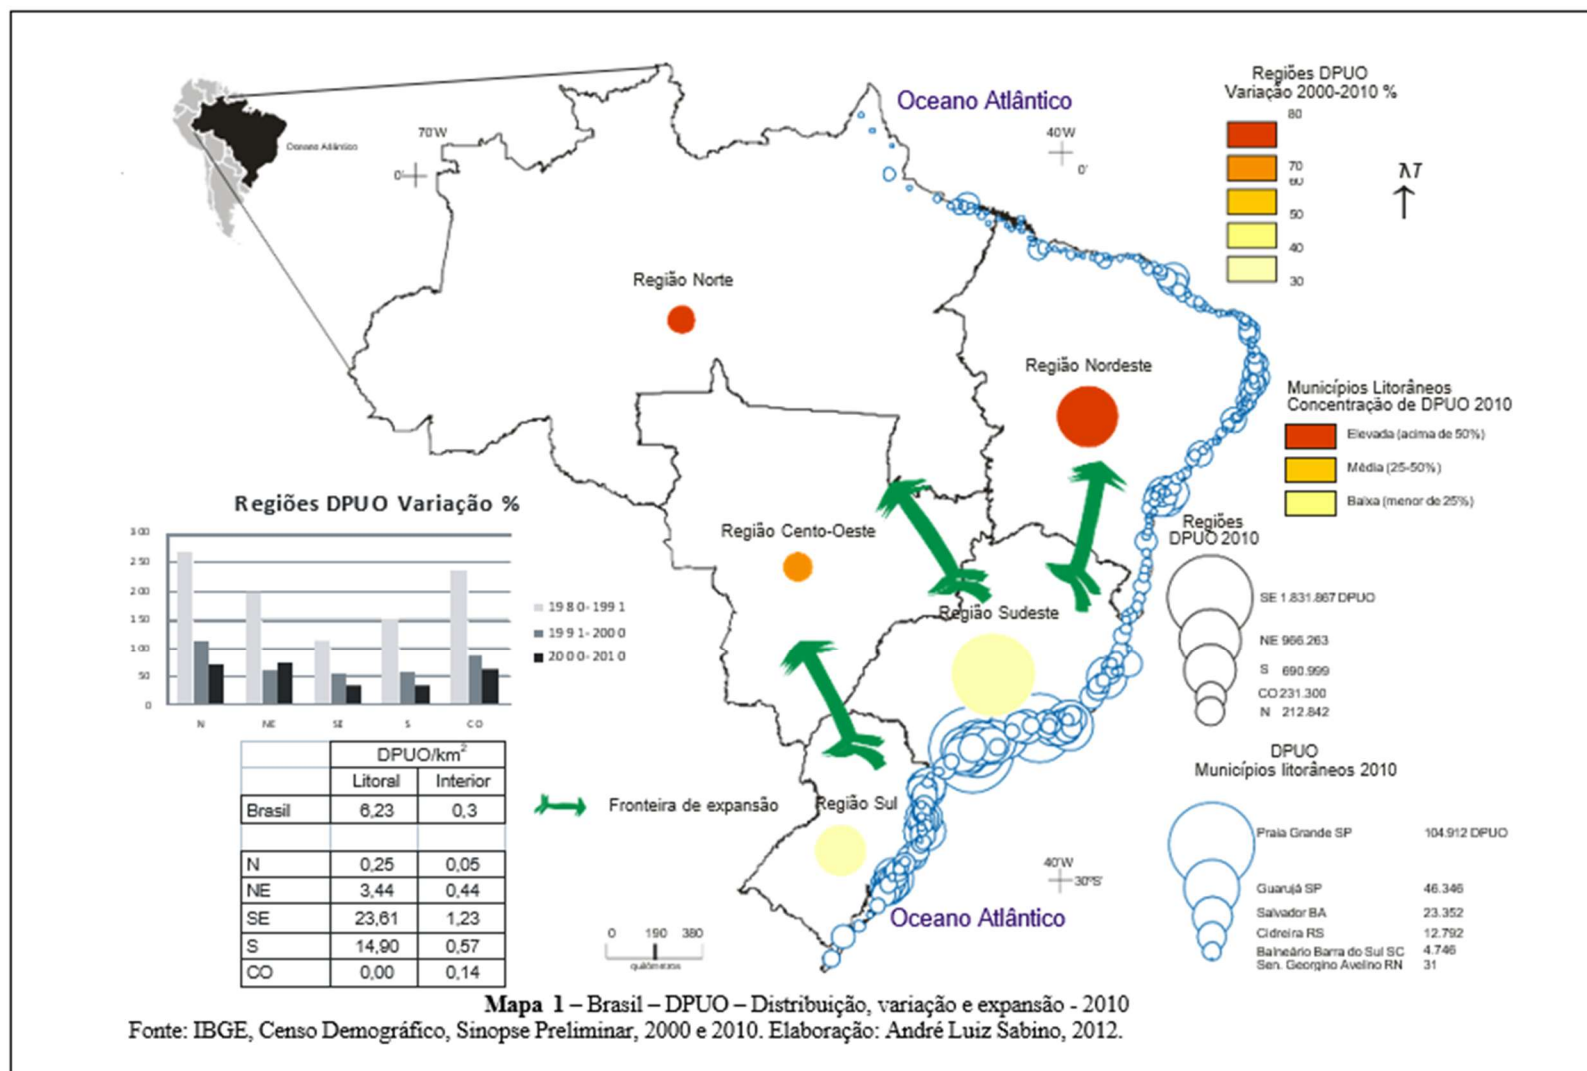 Oceano Atlântico
70'W
0'
Oceano Atlântico
40'W
0'
Regiões DPUO
Variação 2000-2010 %
80
70
60
50
40
30
N
Região Norte
Região Nordeste
Municípios Litorâneos
Concentração de DPUO 2010
Elevada (acima de 50%)
Média (25-50%)
Baixa (menor de 25%)
Regiões DPUO Variação %
300
250
200
150
100
50
0
N NE SE S CO
1980-1991
1991-2000
2000-2010
Região Cento-Oeste
Região Sudeste
Regiões
DPUO 2010
SE 1.831.867 DPUO
NE 966.263
S 690.999
CO 231.300
N 212.842
DPUO/km²
Litoral Interior
Brasil 6,23 0,3
N 0,25 0,05
NE 3,44 0,44
SE 23,61 1,23
S 14,90 0,57
CO 0,00 0,14
Fronteira de expansão
Região Sul
DPUO
Municípios litorâneos 2010
Praia Grande SP 104.912 DPUO
Guarujá SP 46.346
Salvador BA 23.352
Cidreira RS 12.792
Balneário Barra do Sul SC 4.746
Sen. Georgino Avelino RN 31
40'W
30ºS'
Oceano Atlântico
0 190 380
quilômetros
Mapa 1 – Brasil – DPUO – Distribuição, variação e expansão - 2010
Fonte: IBGE, Censo Demográfico, Sinopse Preliminar, 2000 e 2010. Elaboração: André Luiz Sabino, 2012.